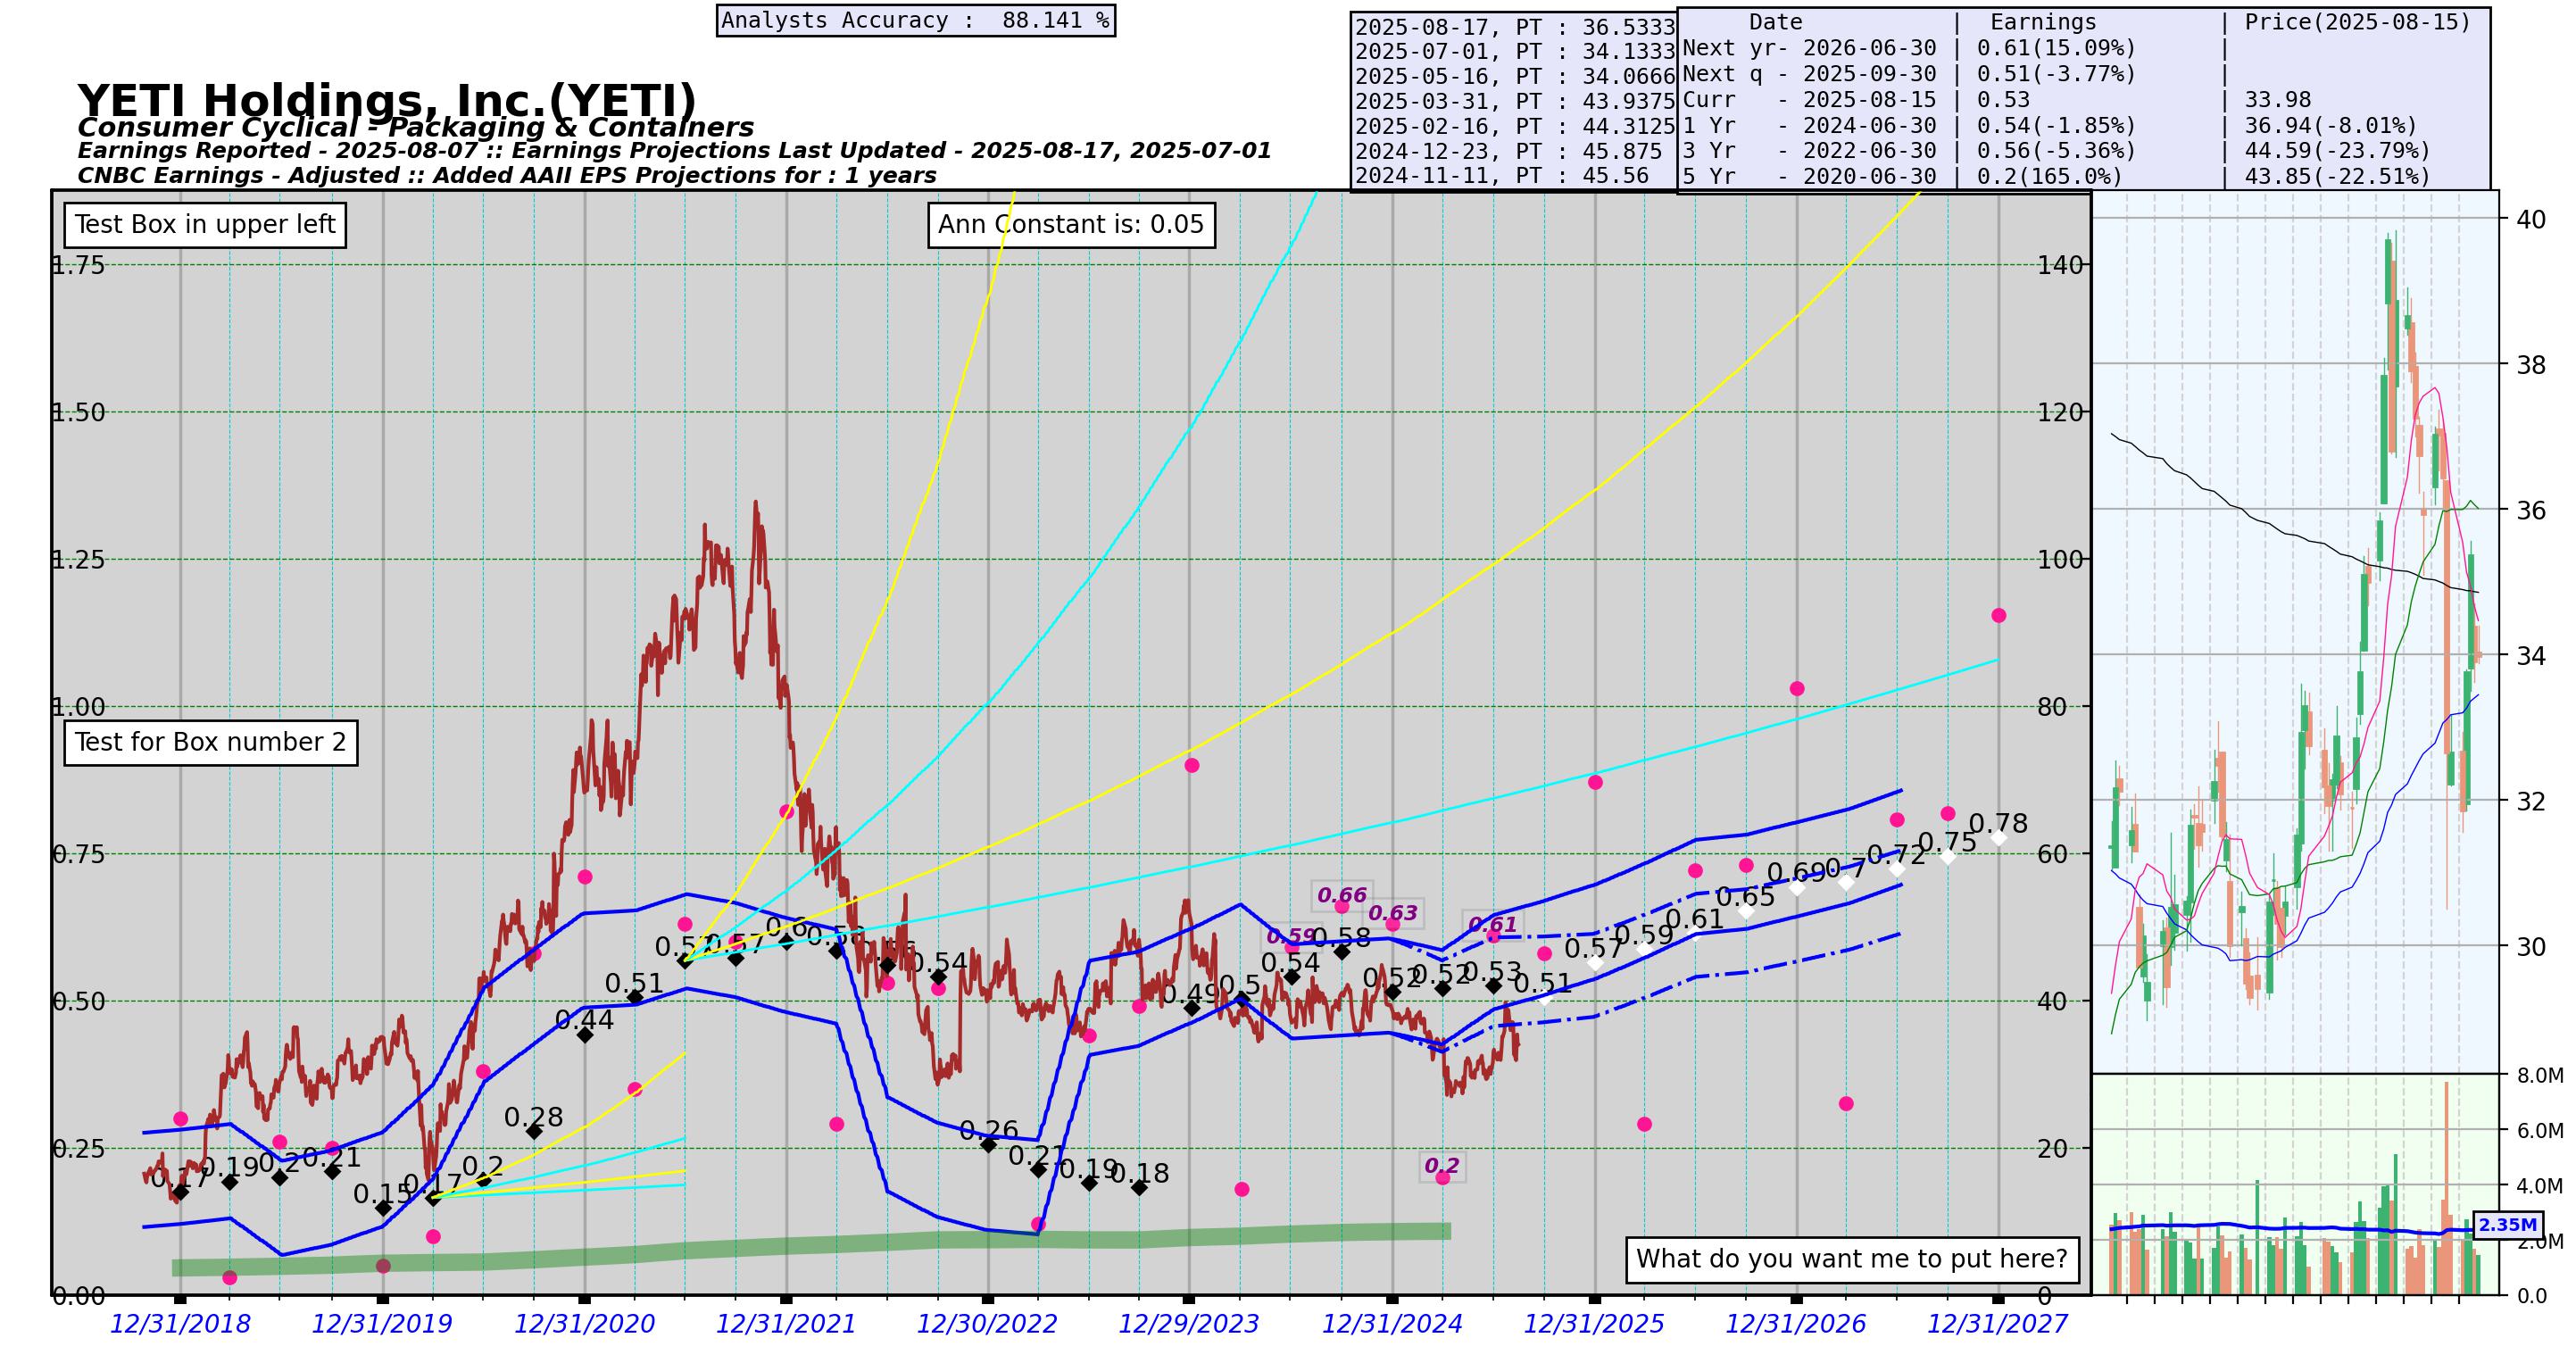 Analysts Accuracy :  88.141 %
2025-08-17, PT : 36.5333
2025-07-01, PT : 34.1333
2025-05-16, PT : 34.0666
2025-03-31, PT : 43.9375
2025-02-16, PT : 44.3125
2024-12-23, PT : 45.875
2024-11-11, PT : 45.56
Date | Earnings | Price(2025-08-15)
Next yr- 2026-06-30 | 0.61(15.09%) |
Next q - 2025-09-30 | 0.51(-3.77%) |
Curr   - 2025-08-15 | 0.53 | 33.98
1 Yr   - 2024-06-30 | 0.54(-1.85%) | 36.94(-8.01%)
3 Yr   - 2022-06-30 | 0.56(-5.36%) | 44.59(-23.79%)
5 Yr   - 2020-06-30 | 0.2(165.0%) | 43.85(-22.51%)
YETI Holdings, Inc.(YETI)
Consumer Cyclical - Packaging & Containers
Earnings Reported - 2025-08-07 :: Earnings Projections Last Updated - 2025-08-17, 2025-07-01
CNBC Earnings - Adjusted :: Added AAII EPS Projections for : 1 years
Test Box in upper left
Ann Constant is: 0.05
Test for Box number 2
What do you want me to put here?
1.75
1.50
1.25
1.00
0.75
0.50
0.25
0.00
140
120
100
80
60
40
20
0
0.17 0.19 0.2 0.21 0.15 0.17 0.2 0.28 0.44 0.51 0.57 0.6 0.54 0.26 0.21 0.19 0.18 0.49 0.5 0.54 0.58 0.52 0.52 0.53 0.51 0.57 0.59 0.61 0.65 0.69 0.7 0.72 0.75 0.78
0.59 0.66 0.63 0.2 0.61
12/31/2018 12/31/2019 12/31/2020 12/31/2021 12/30/2022 12/29/2023 12/31/2024 12/31/2025 12/31/2026 12/31/2027
40
38
36
34
32
30
8.0M
6.0M
4.0M
2.35M
2.0M
0.0